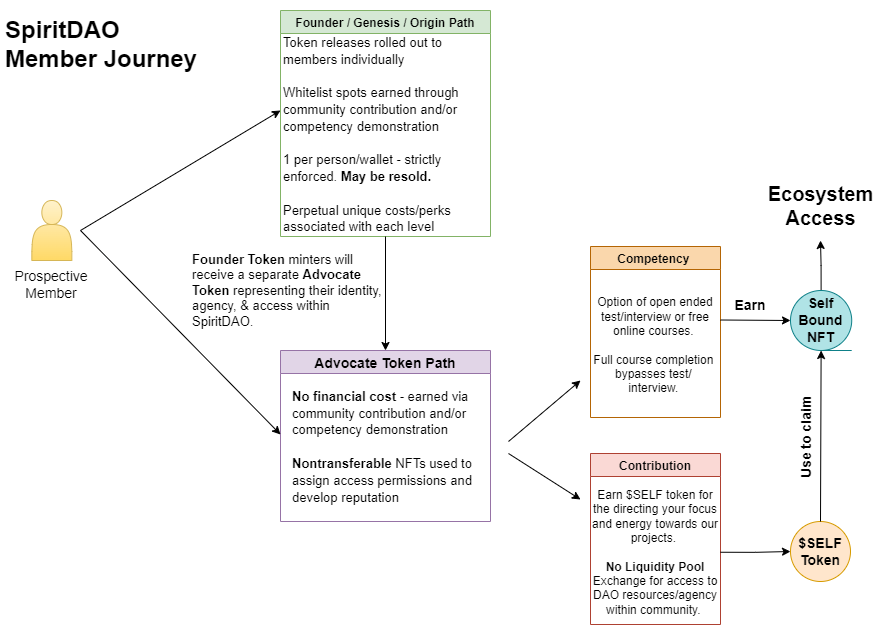 SpiritDAO
Member Journey
Founder / Genesis / Origin Path
Token releases rolled out to
members individually
Whitelist spots earned through
community contribution and/or
competency demonstration
1 per person/wallet - strictly
enforced. May be resold.
Perpetual unique costs/perks
associated with each level
Prospective
Member
Founder Token minters will
receive a separate Advocate
Token representing their identity,
agency, & access within
SpiritDAO.
Advocate Token Path
No financial cost - earned via
community contribution and/or
competency demonstration
Nontransferable NFTs used to
assign access permissions and
develop reputation
Competency
Option of open ended
test/interview or free
online courses.
Full course completion
bypasses test/
interview.
Contribution
Earn $SELF token for
the directing your focus
and energy towards our
projects.
No Liquidity Pool
Exchange for access to
DAO resources/agency
within community.
Earn
Ecosystem
Access
Self
Bound
NFT
Use to claim
$SELF
Token